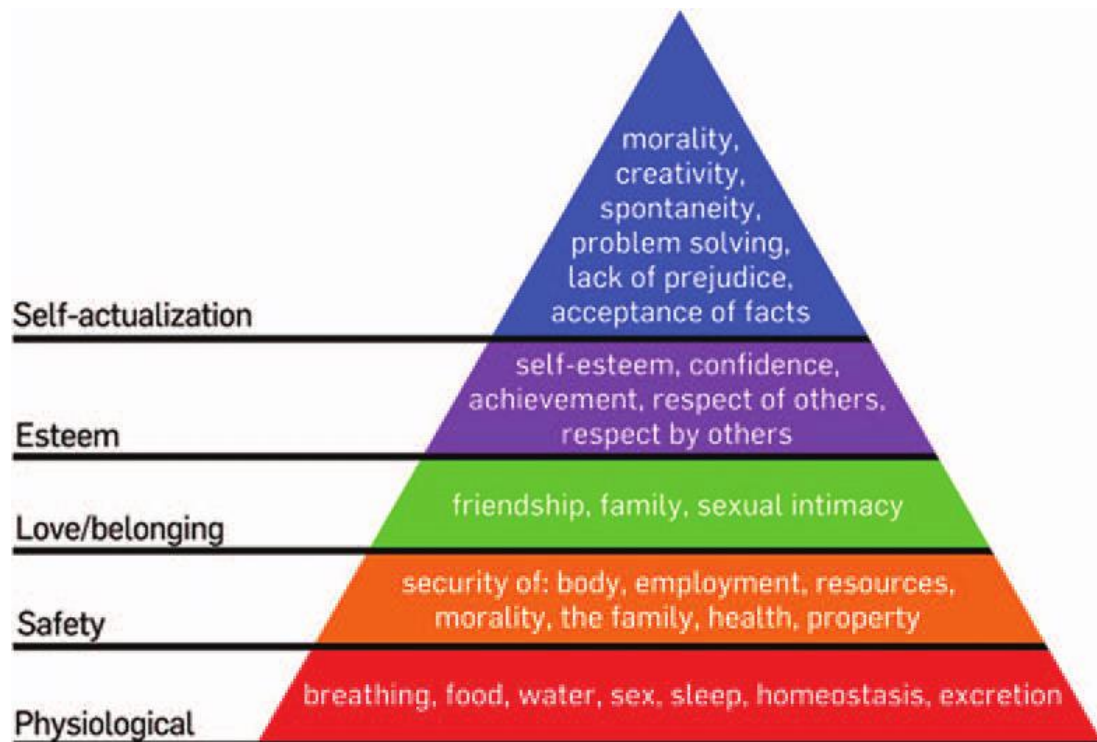 morality,
creativity,
spontaneity,
problem solving,
lack of prejudice,
acceptance of facts
Self-actualization
self-esteem, confidence,
achievement, respect of others,
respect by others
Esteem
friendship, family, sexual intimacy
Love/belonging
security of: body, employment, resources,
morality, the family, health, property
Safety
breathing, food, water, sex, sleep, homeostasis, excretion
Physiological